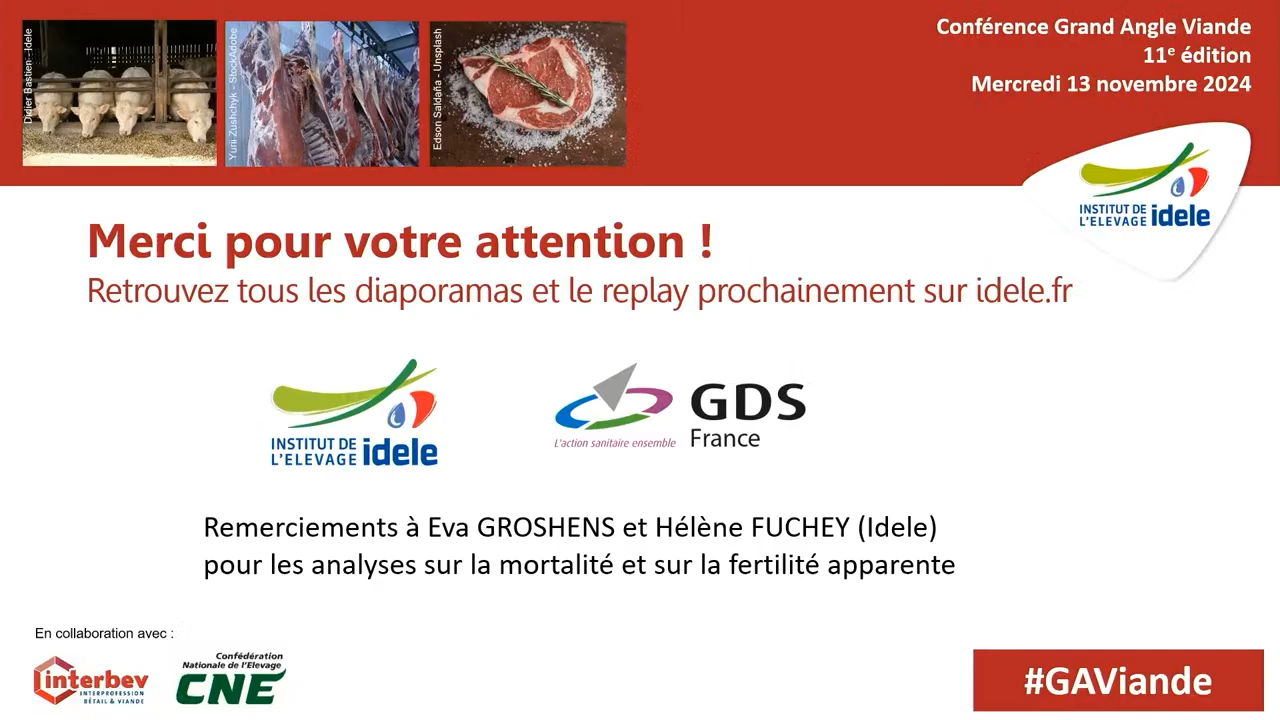 Didier Bastien - Idele
Yurii Zushchyk - StockAdobe
Edson Saldaña - Unsplash
Conférence Grand Angle Viande
11e édition
Mercredi 13 novembre 2024
INSTITUT DE
L'ELEVAGE idele
Merci pour votre attention !
Retrouvez tous les diaporamas et le replay prochainement sur idele.fr
INSTITUT DE
L'ELEVAGE idele
L'action sanitaire ensemble
GDS
France
Remerciements à Eva GROSHENS et Hélène FUCHEY (Idele)
pour les analyses sur la mortalité et sur la fertilité apparente
En collaboration avec :
interbev
INTERPROFESSION
BÉTAIL & VIANDE
Confédération
Nationale de l'Elevage
CNE
#GAViande